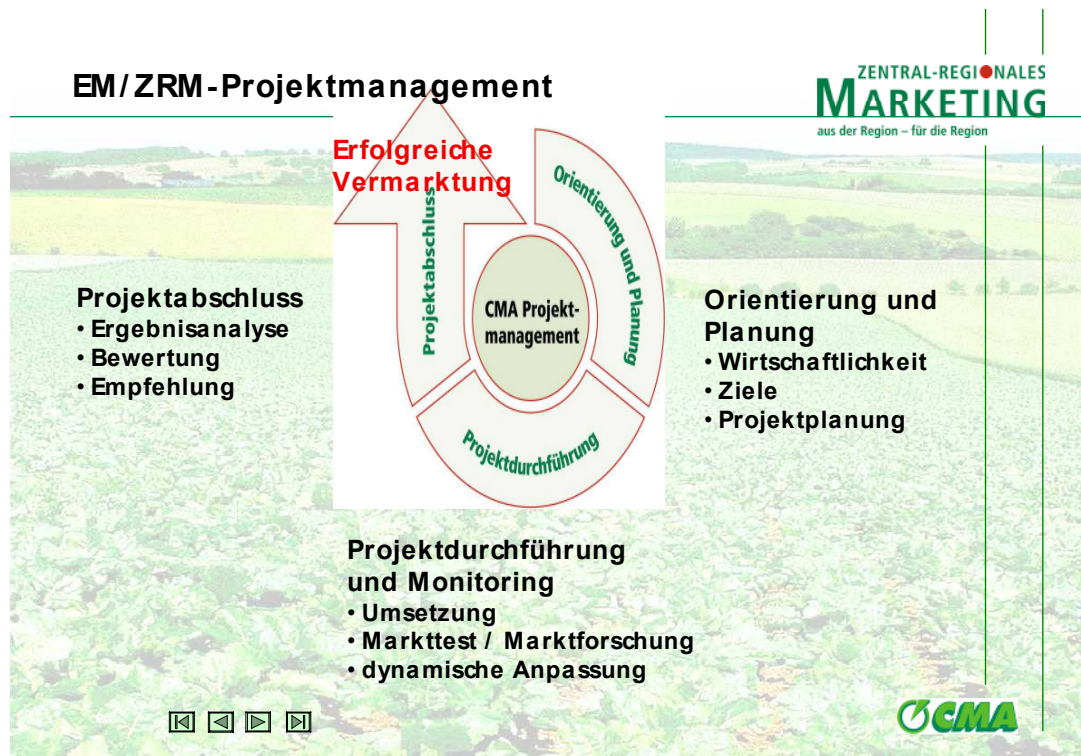 EM/ZRM-Projektmanagement
ZENTRAL-REGIONALES
MARKETING
aus der Region – für die Region
Erfolgreiche
Vermarktung
Orientierung und Planung
Projektabschluss
CMA Projekt-
management
Projektdurchführung
Projektabschluss
• Ergebnisanalyse
• Bewertung
• Empfehlung
Orientierung und
Planung
• Wirtschaftlichkeit
• Ziele
• Projektplanung
Projektdurchführung
und Monitoring
• Umsetzung
• Markttest / Marktforschung
• dynamische Anpassung
CMA